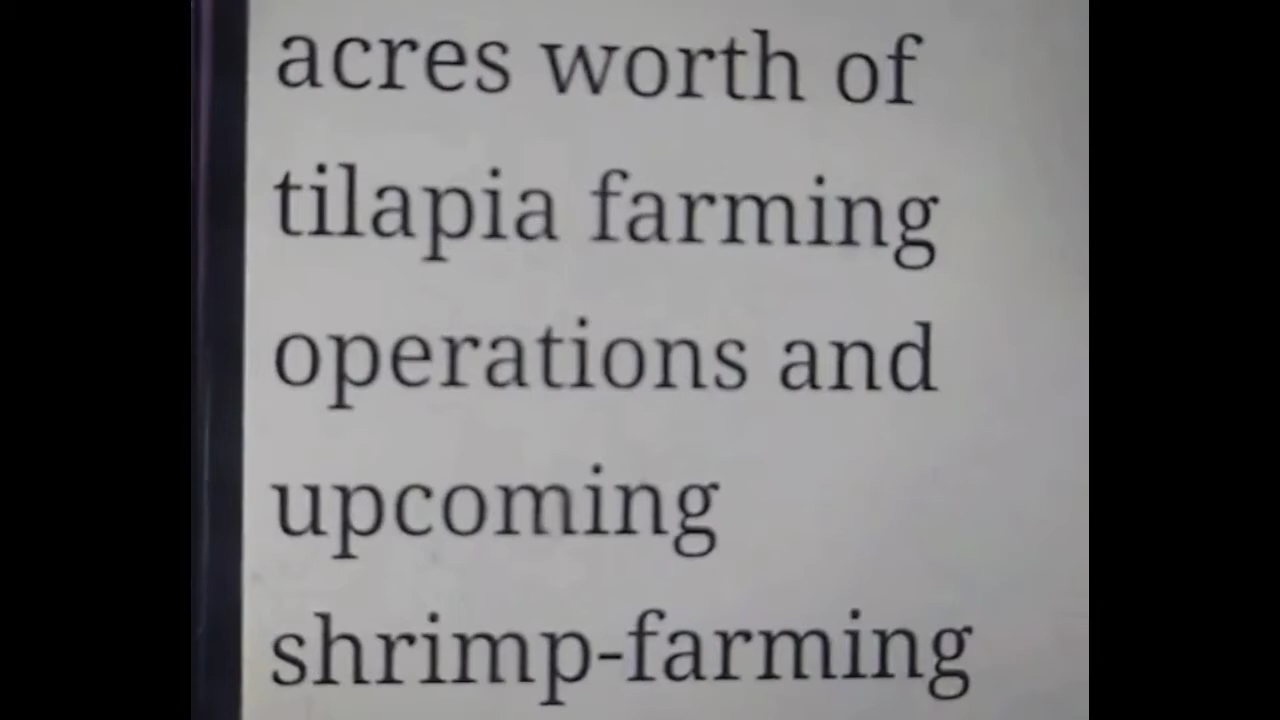 acres worth of
tilapia farming
operations and
upcoming
shrimp-farming